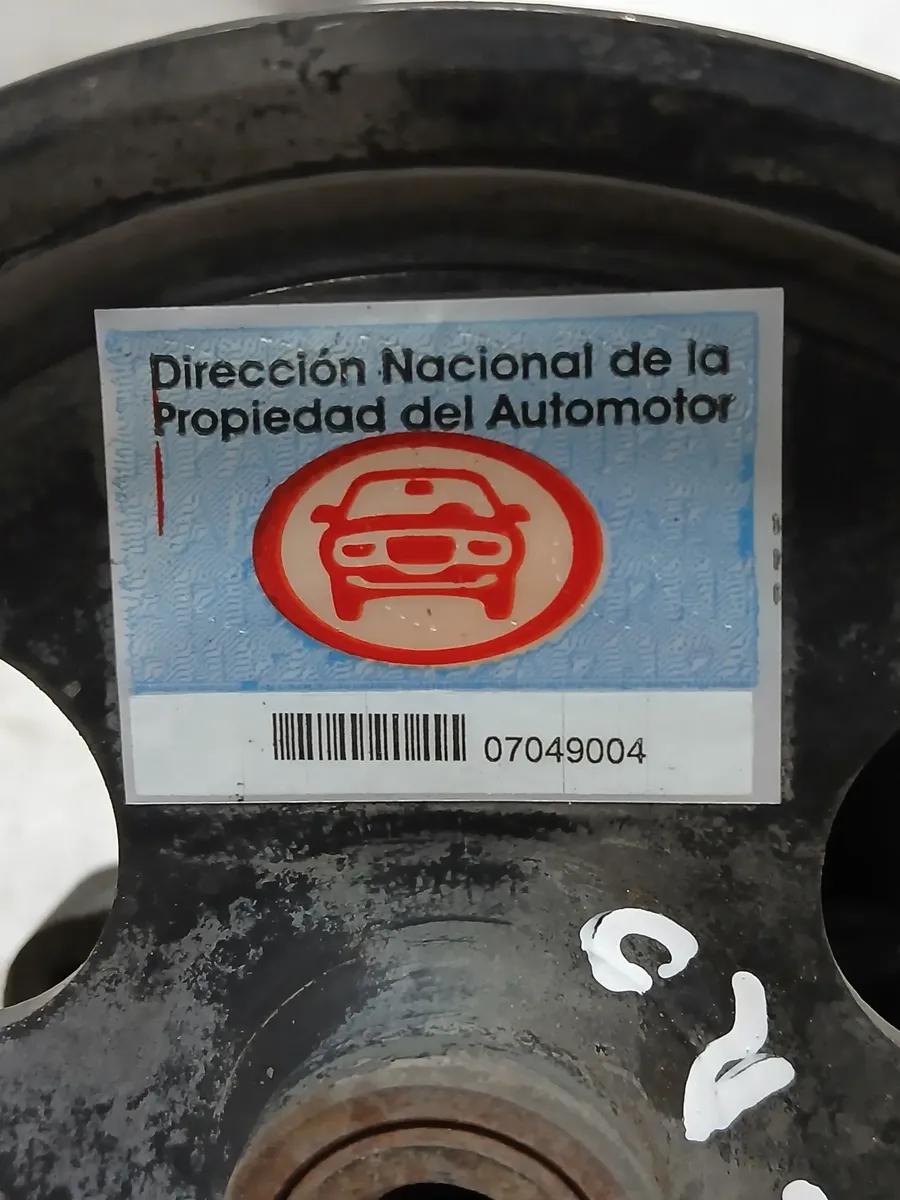 Dirección Nacional de la
Propiedad del Automotor
07049004